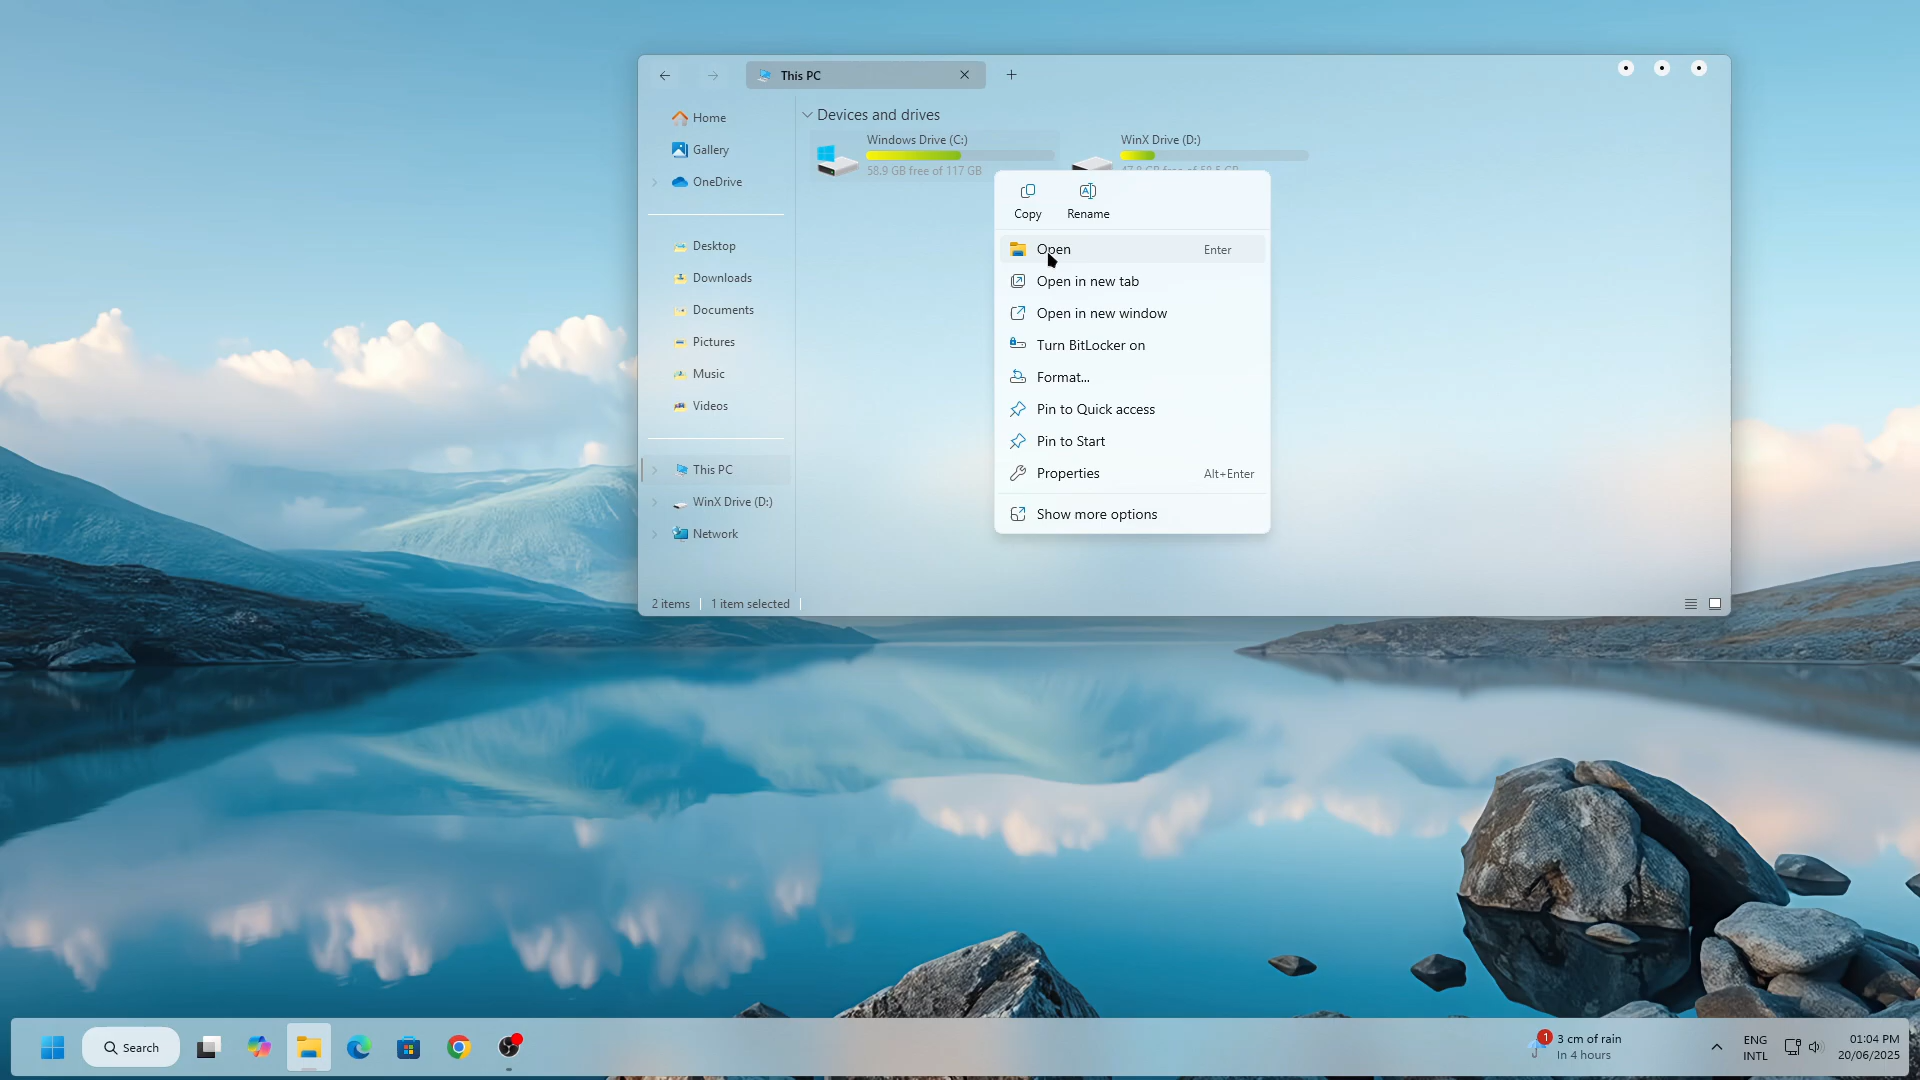 This PC
Home
Gallery
OneDrive
Desktop
Downloads
Documents
Pictures
Music
Videos
This PC
WinX Drive (D:)
Network
2 items
1 item selected
Devices and drives
Windows Drive (C:)
58.9 GB free of 117 GB
WinX Drive (D:)
Copy
Rename
Open Enter
Open in new tab
Open in new window
Turn BitLocker on
Format...
Pin to Quick access
Pin to Start
Properties Alt+Enter
Show more options
Search
1
3 cm of rain
In 4 hours
ENG
INTL
01:04 PM
20/06/2025